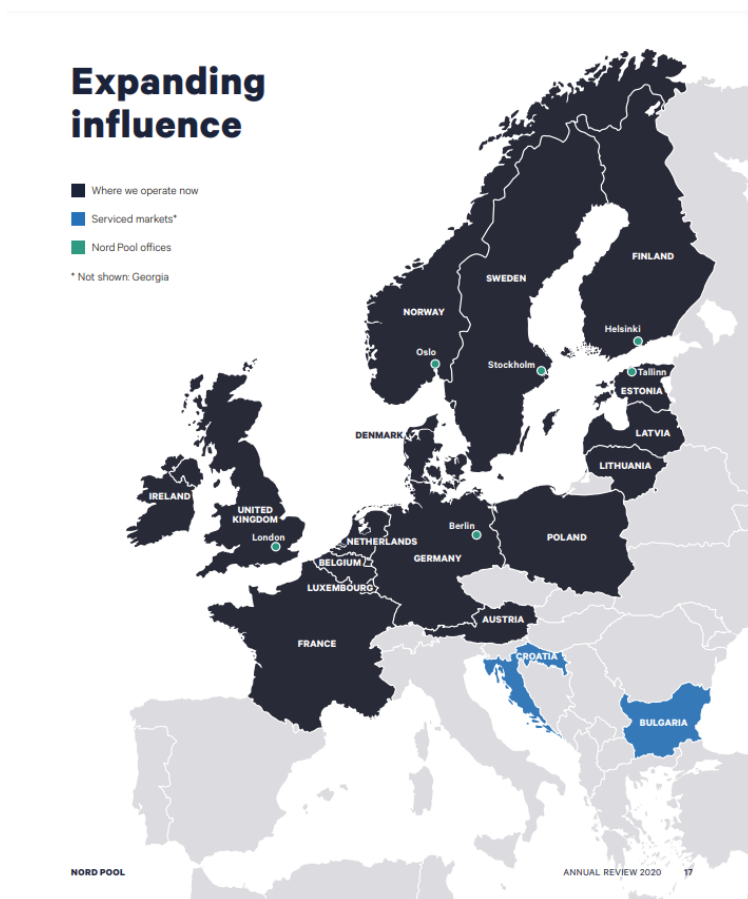 Expanding
influence
Where we operate now
Serviced markets*
Nord Pool offices
* Not shown: Georgia
FINLAND
SWEDEN
NORWAY
Helsinki
Oslo
Stockholm
Tallinn
ESTONIA
DENMARK
LATVIA
LITHUANIA
IRELAND
UNITED
KINGDOM
London
Berlin
NETHERLANDS
POLAND
GERMANY
BELGIUM
LUXEMBOURG
AUSTRIA
FRANCE
CROATIA
BULGARIA
NORD POOL
ANNUAL REVIEW 2020 17